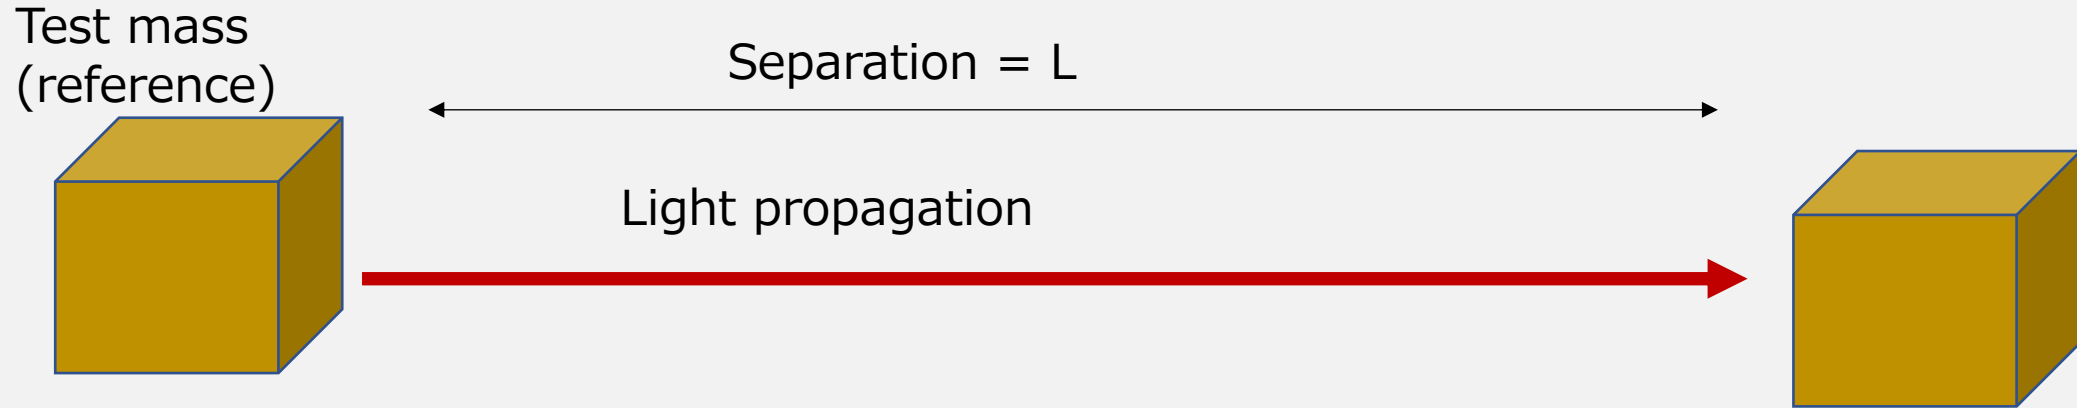 Test mass
(reference)
Separation = L
Light propagation